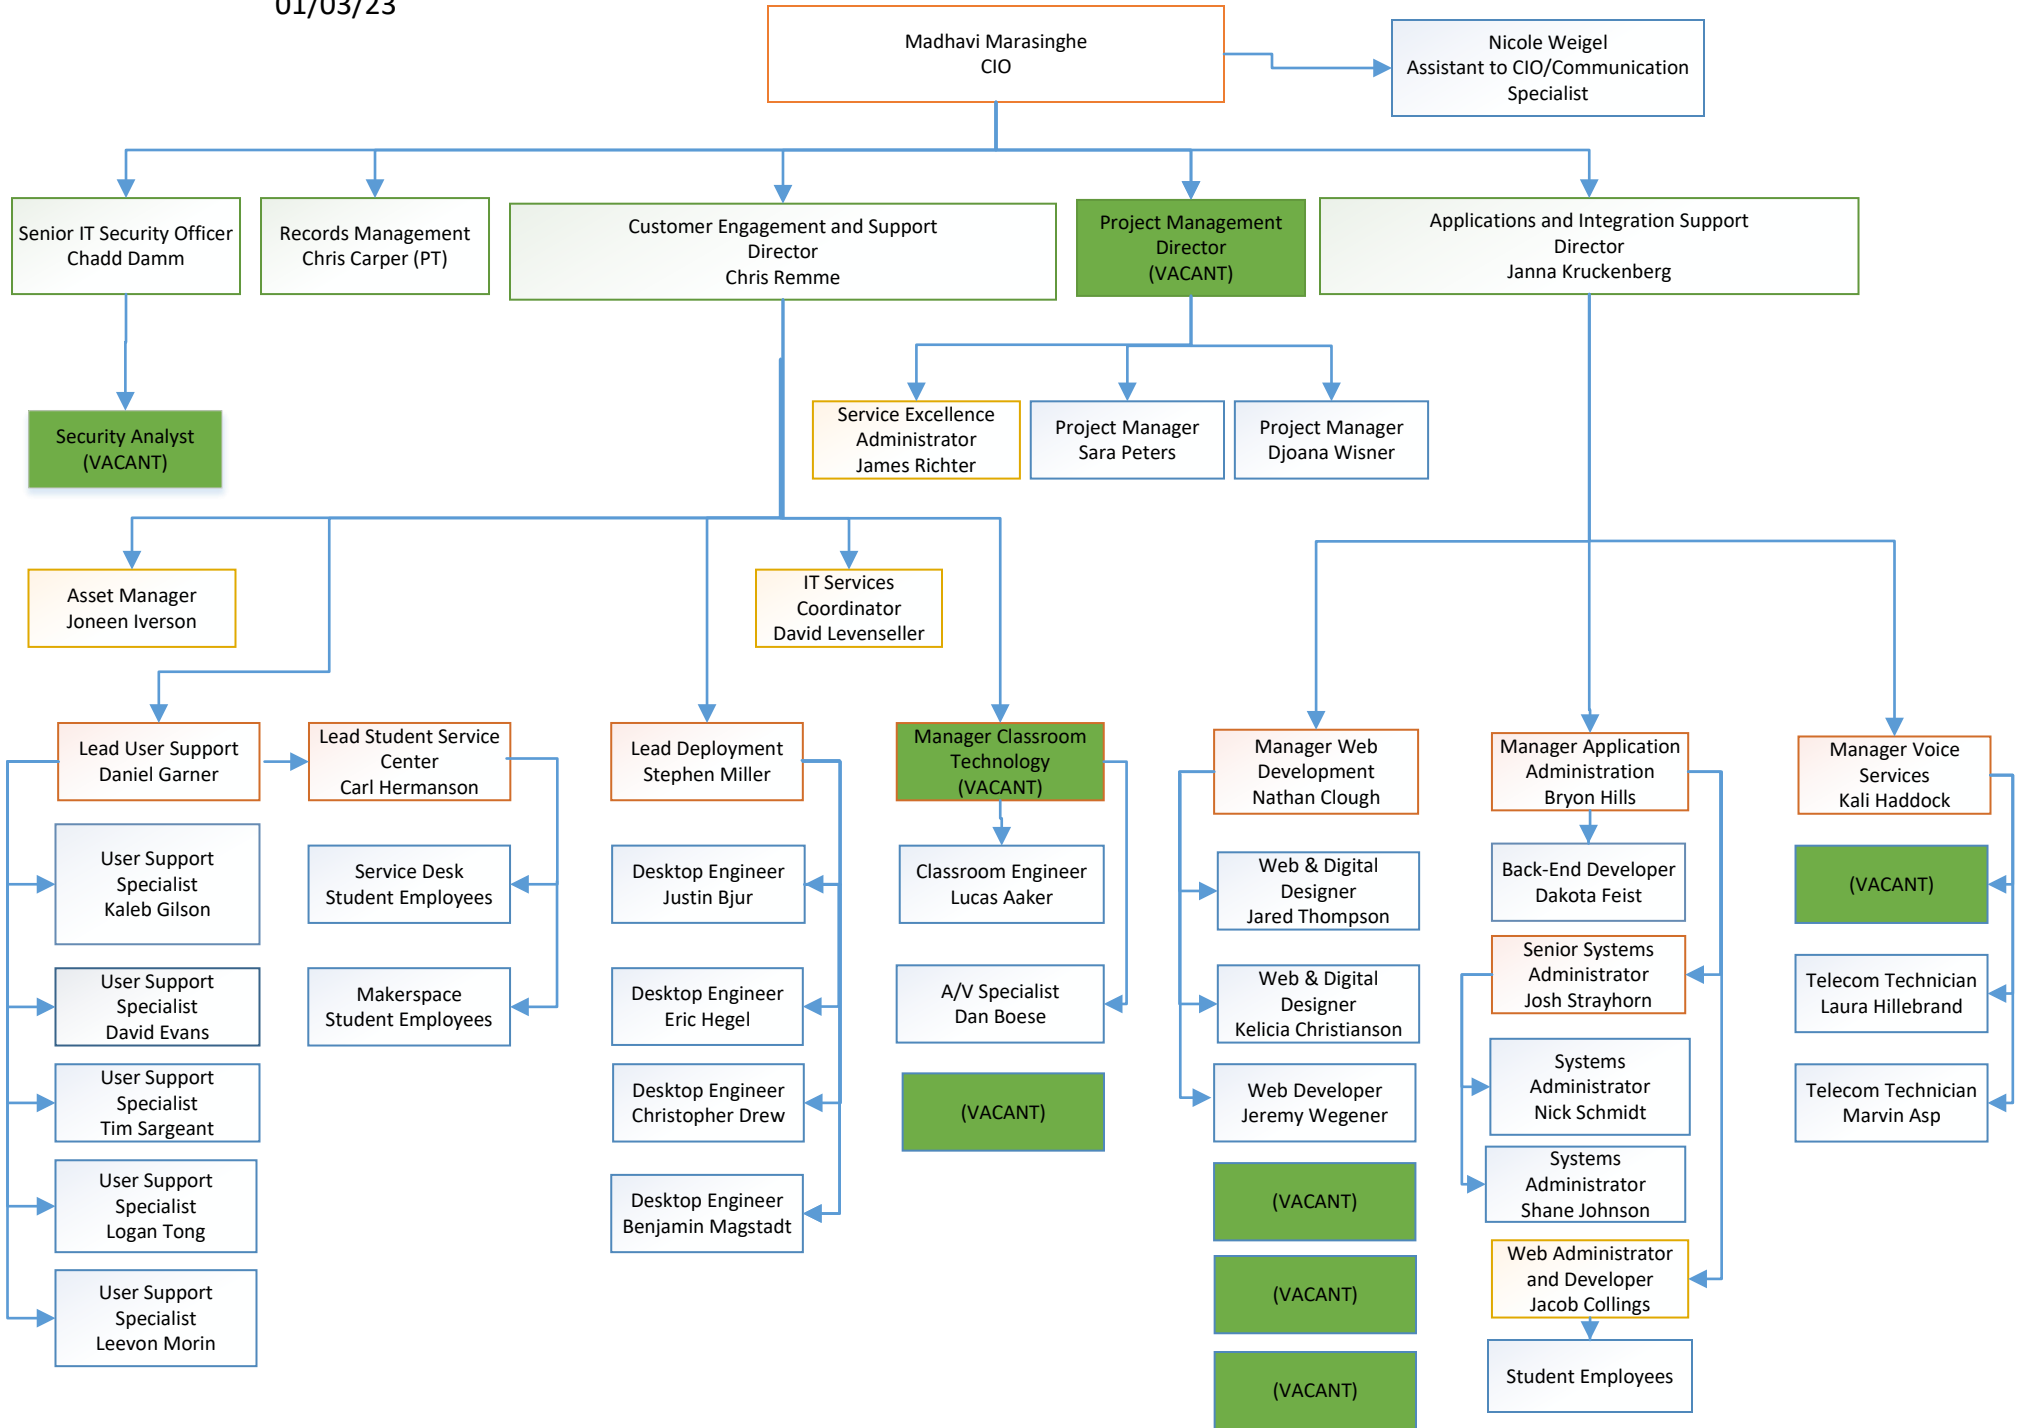 01/03/23
Madhavi Marasinghe
CIO
Nicole Weigel
Assistant to CIO/Communication
Specialist
Senior IT Security Officer
Chadd Damm
Records Management
Chris Carper (PT)
Customer Engagement and Support
Director
Chris Remme
Project Management
Director
(VACANT)
Applications and Integration Support
Director
Janna Kruckenberg
Security Analyst
(VACANT)
Service Excellence
Administrator
James Richter
Project Manager
Sara Peters
Project Manager
Djoana Wisner
Asset Manager
Joneen Iverson
IT Services
Coordinator
David Levenseller
Lead User Support
Daniel Garner
Lead Student Service
Center
Carl Hermanson
Lead Deployment
Stephen Miller
Manager Classroom
Technology
(VACANT)
Manager Web
Development
Nathan Clough
Manager Application
Administration
Bryon Hills
Manager Voice
Services
Kali Haddock
User Support
Specialist
Kaleb Gilson
Service Desk
Student Employees
Desktop Engineer
Justin Bjur
Classroom Engineer
Lucas Aaker
Web & Digital
Designer
Jared Thompson
Back-End Developer
Dakota Feist
(VACANT)
User Support
Specialist
David Evans
Makerspace
Student Employees
Desktop Engineer
Eric Hegel
A/V Specialist
Dan Boese
Web & Digital
Designer
Kelicia Christianson
Senior Systems
Administrator
Josh Strayhorn
Telecom Technician
Laura Hillebrand
User Support
Specialist
Tim Sargeant
Desktop Engineer
Christopher Drew
(VACANT)
Web Developer
Jeremy Wegener
Systems
Administrator
Nick Schmidt
Telecom Technician
Marvin Asp
User Support
Specialist
Logan Tong
Desktop Engineer
Benjamin Magstadt
(VACANT)
Systems
Administrator
Shane Johnson
User Support
Specialist
Leevon Morin
(VACANT)
Web Administrator
and Developer
Jacob Collings
(VACANT)
Student Employees